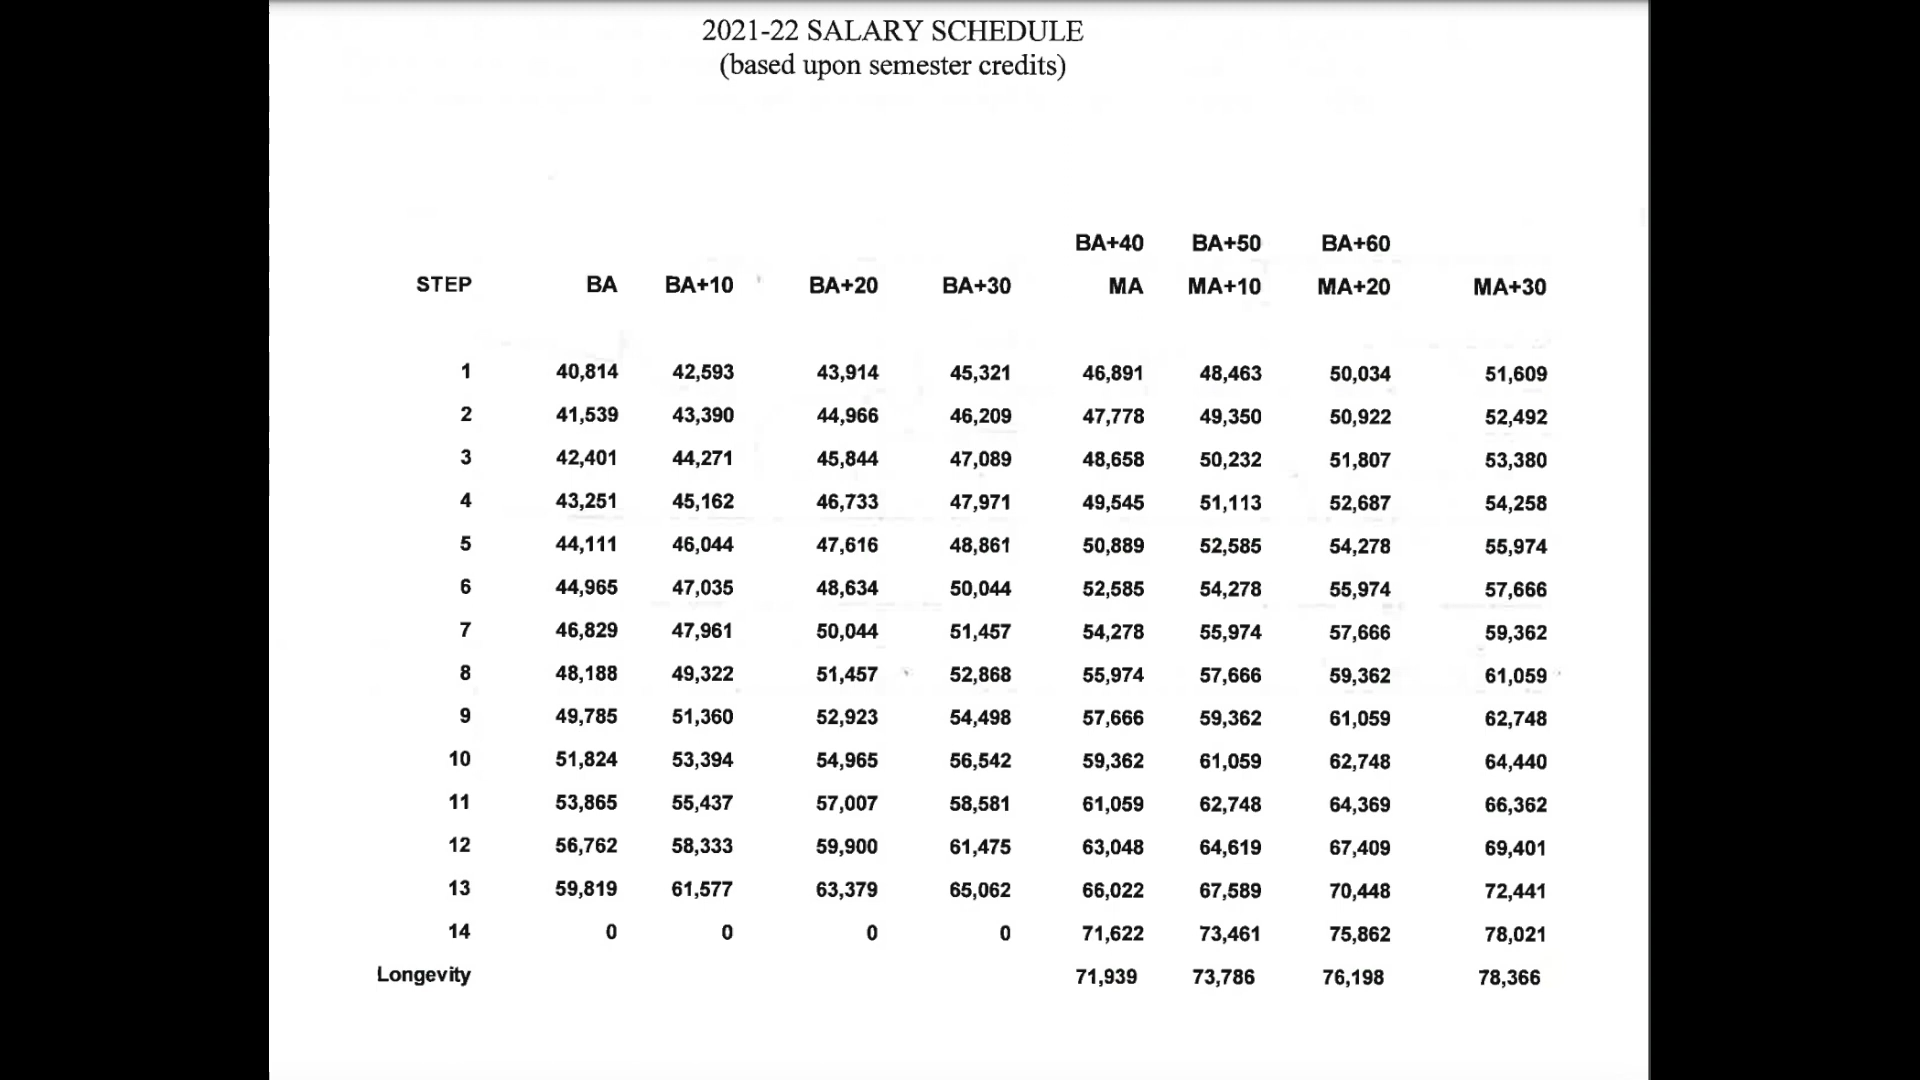 2021-22 SALARY SCHEDULE
(based upon semester credits)
BA+40 BA+50 BA+60
STEP BA BA+10 BA+20 BA+30 MA MA+10 MA+20 MA+30
1 40,814 42,593 43,914 45,321 46,891 48,463 50,034 51,609
2 41,539 43,390 44,966 46,209 47,778 49,350 50,922 52,492
3 42,401 44,271 45,844 47,089 48,658 50,232 51,807 53,380
4 43,251 45,162 46,733 47,971 49,545 51,113 52,687 54,258
5 44,111 46,044 47,616 48,861 50,889 52,585 54,278 55,974
6 44,965 47,035 48,634 50,044 52,585 54,278 55,974 57,666
7 46,829 47,961 50,044 51,457 54,278 55,974 57,666 59,362
8 48,188 49,322 51,457 52,868 55,974 57,666 59,362 61,059
9 49,785 51,360 52,923 54,498 57,666 59,362 61,059 62,748
10 51,824 53,394 54,965 56,542 59,362 61,059 62,748 64,440
11 53,865 55,437 57,007 58,581 61,059 62,748 64,369 66,362
12 56,762 58,333 59,900 61,475 63,048 64,619 67,409 69,401
13 59,819 61,577 63,379 65,062 66,022 67,589 70,448 72,441
14 0 0 0 0 71,622 73,461 75,862 78,021
Longevity 71,939 73,786 76,198 78,366